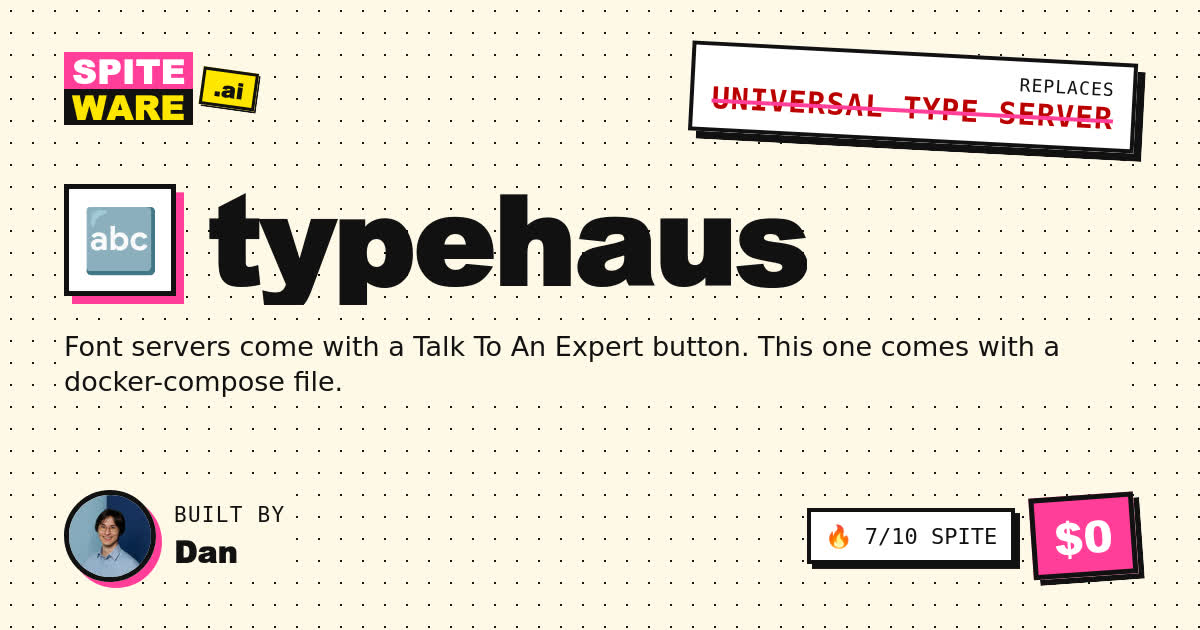 SPITE
WARE
.ai
REPLACES
UNIVERSAL TYPE SERVER
abc
typehaus
Font servers come with a Talk To An Expert button. This one comes with a
docker-compose file.
BUILT BY
Dan
🔥 7/10 SPITE
$0